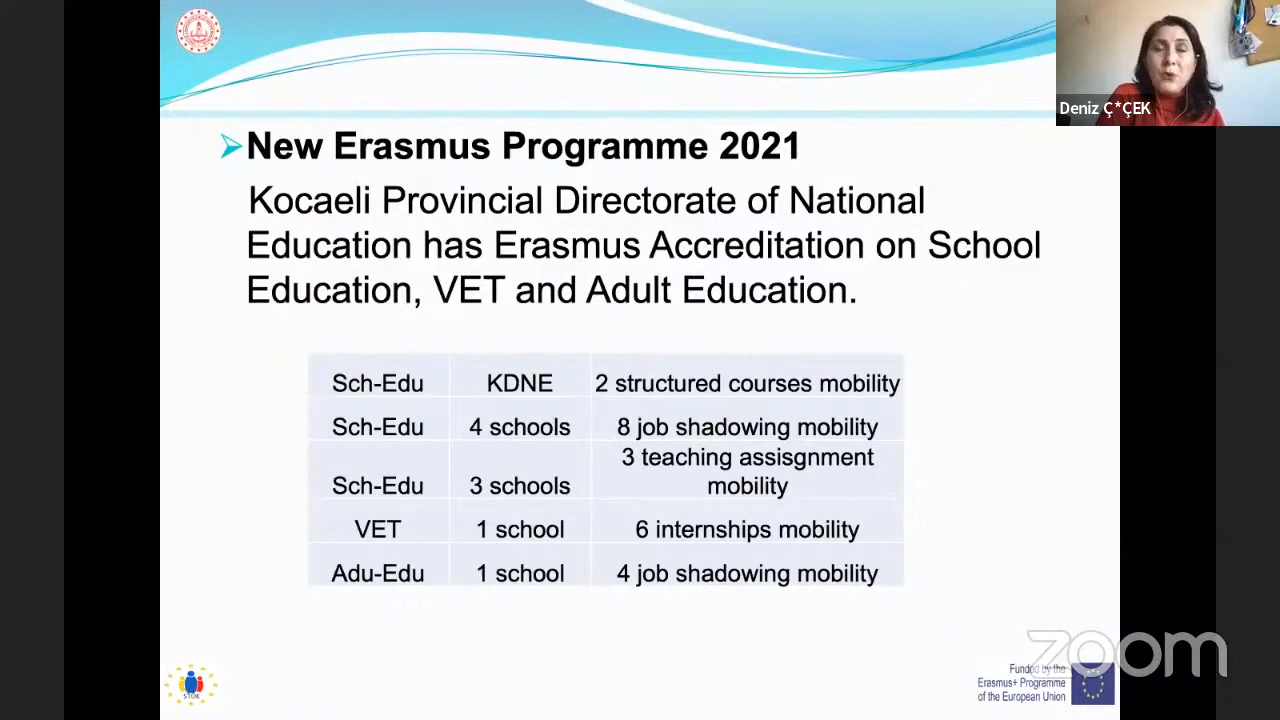 Deniz Ç*ÇEK
New Erasmus Programme 2021
Kocaeli Provincial Directorate of National
Education has Erasmus Accreditation on School
Education, VET and Adult Education.
Sch-Edu KDNE 2 structured courses mobility
Sch-Edu 4 schools 8 job shadowing mobility
3 teaching assisgnment
Sch-Edu 3 schools mobility
VET 1 school 6 internships mobility
Adu-Edu 1 school 4 job shadowing mobility
zoom
Funded by the
Erasmus+ Programme
of the European Union